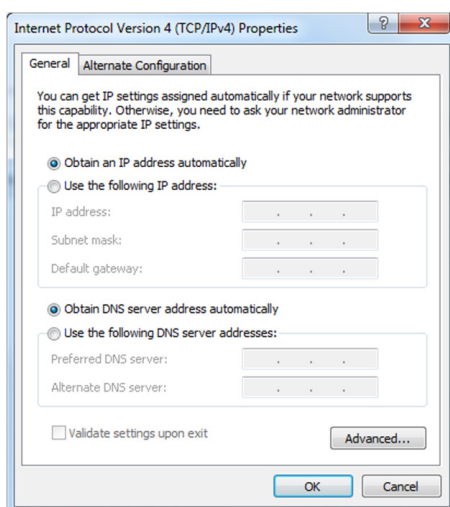 Internet Protocol Version 4 (TCP/IPv4) Properties
General
Alternate Configuration
You can get IP settings assigned automatically if your network supports
this capability. Otherwise, you need to ask your network administrator
for the appropriate IP settings.
Obtain an IP address automatically
Use the following IP address:
IP address:
Subnet mask:
Default gateway:
Obtain DNS server address automatically
Use the following DNS server addresses:
Preferred DNS server:
Alternate DNS server:
Validate settings upon exit
Advanced...
OK
Cancel